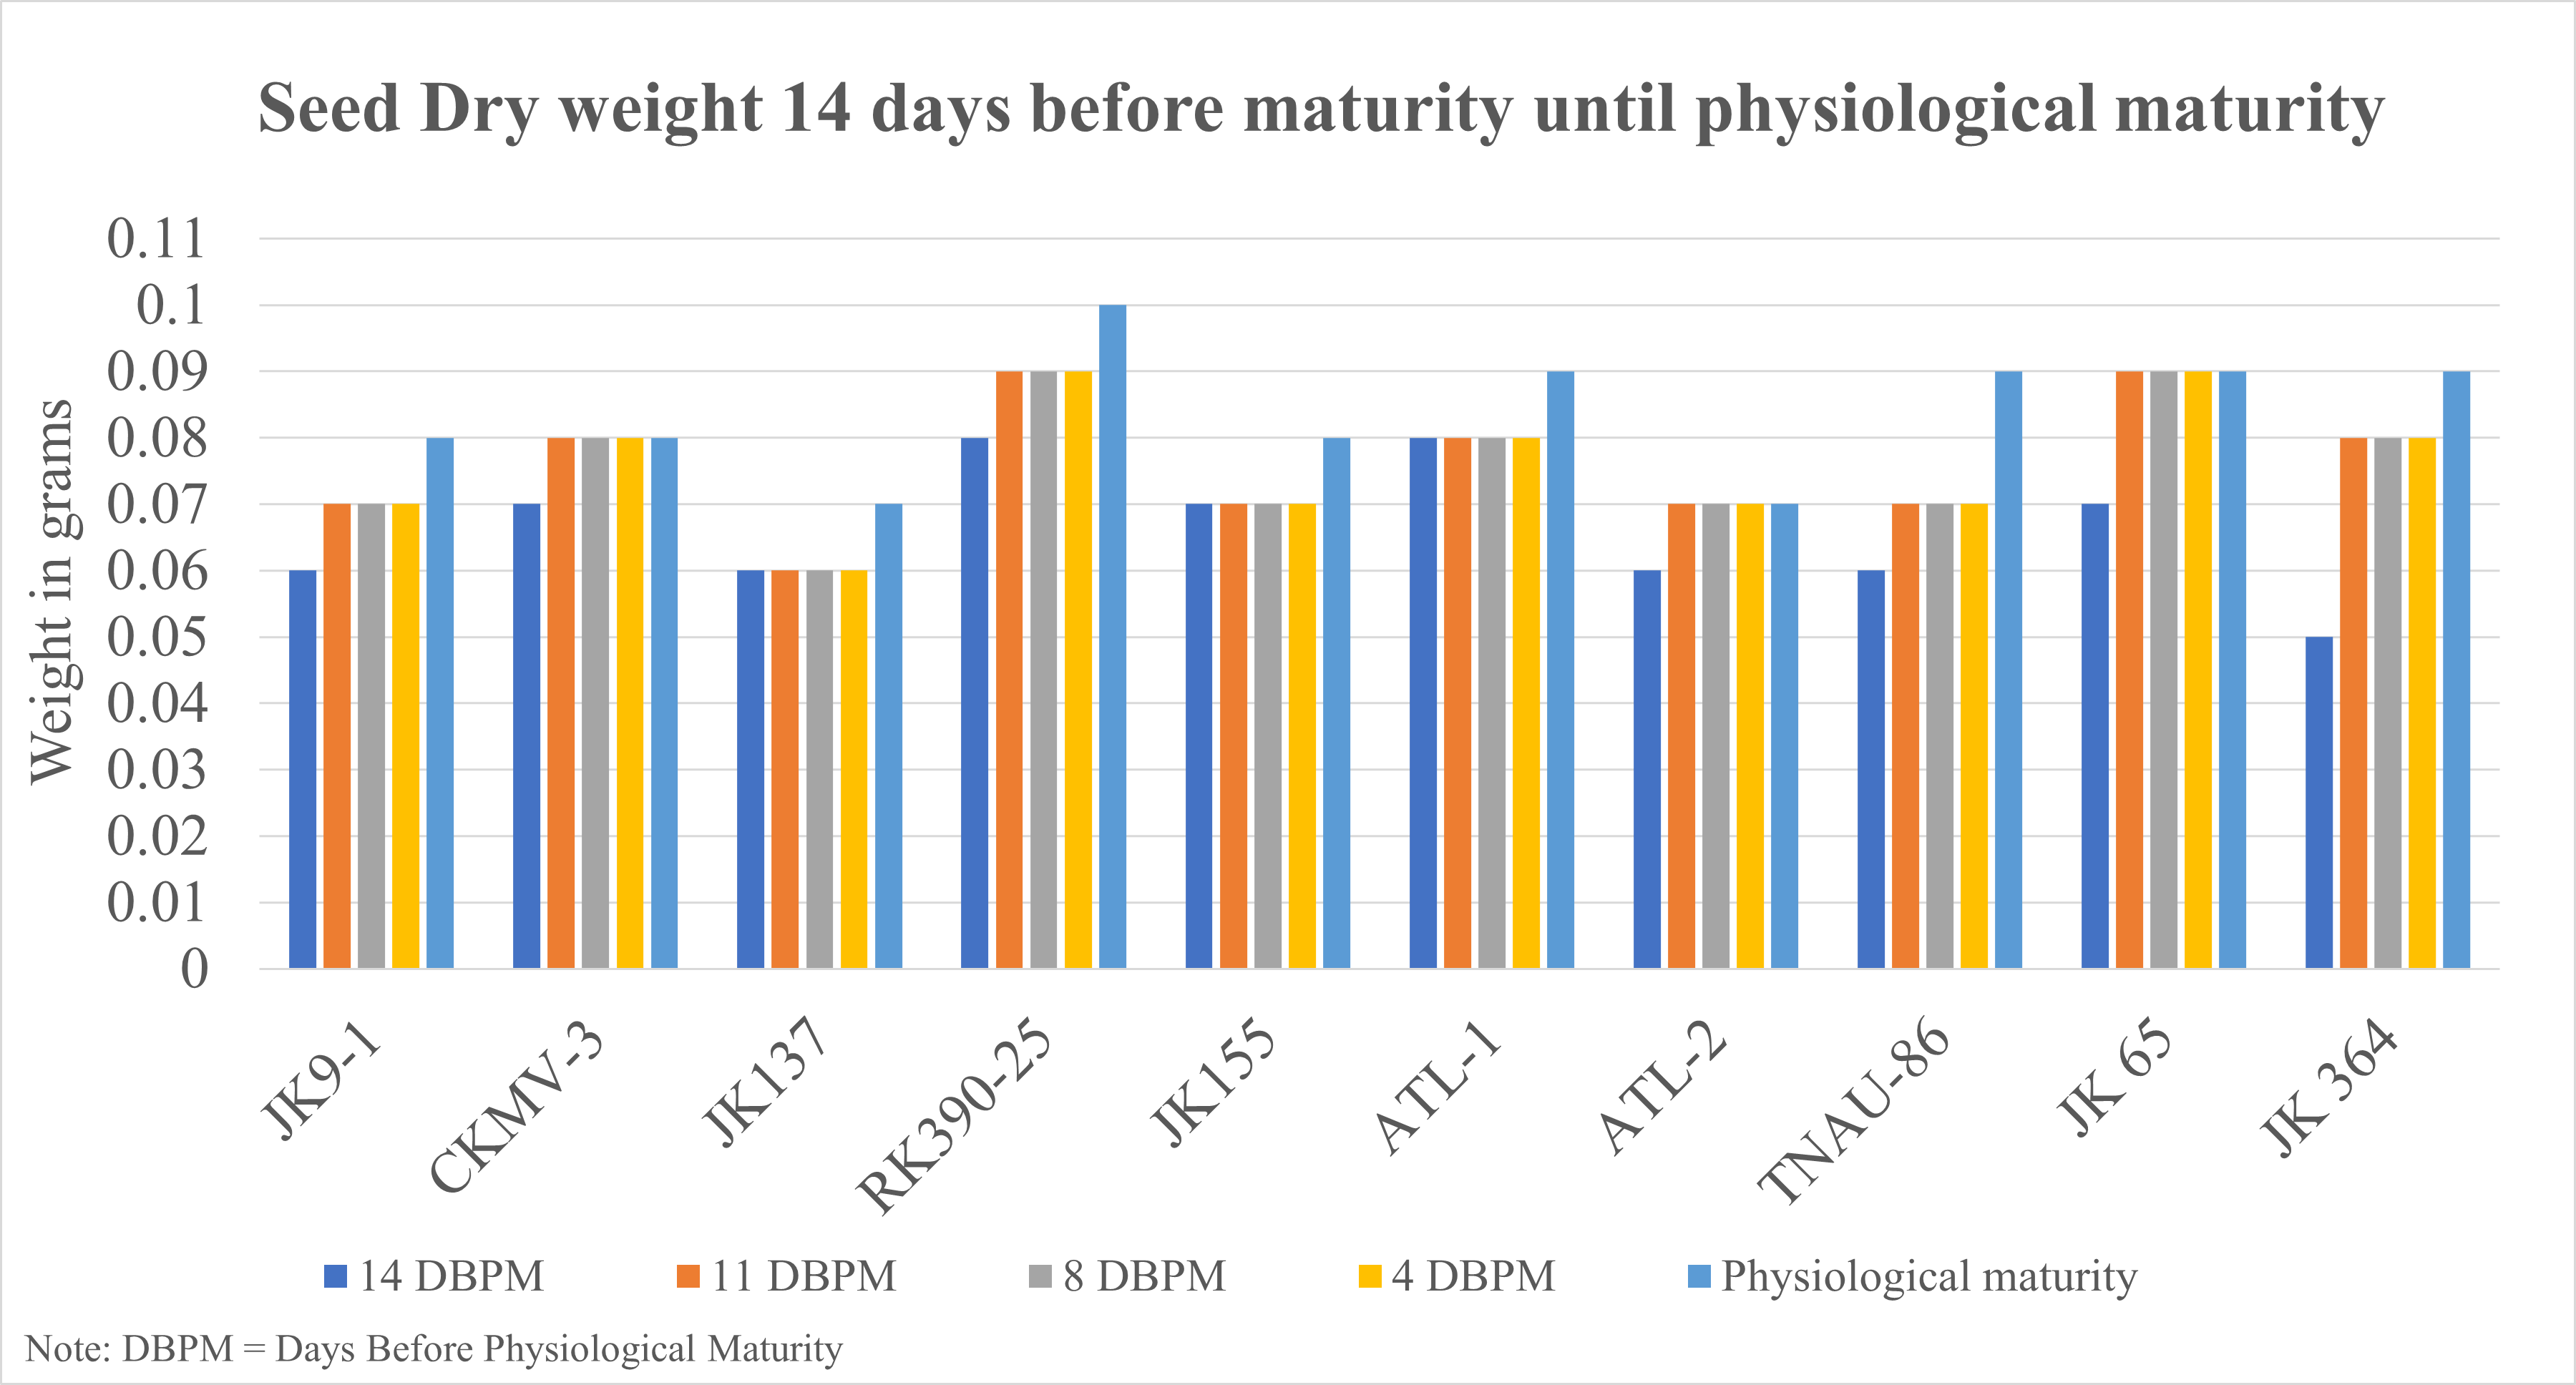 Seed Dry weight 14 days before maturity until physiological maturity
Weight in grams
0.11
0.1
0.09
0.08
0.07
0.06
0.05
0.04
0.03
0.02
0.01
0
JK9-1
CKMV-3
JK137
RK390-25
JK155
ATL-1
ATL-2
TNAU-86
JK 65
JK 364
14 DBPM
11 DBPM
8 DBPM
4 DBPM
Physiological maturity
Note: DBPM = Days Before Physiological Maturity